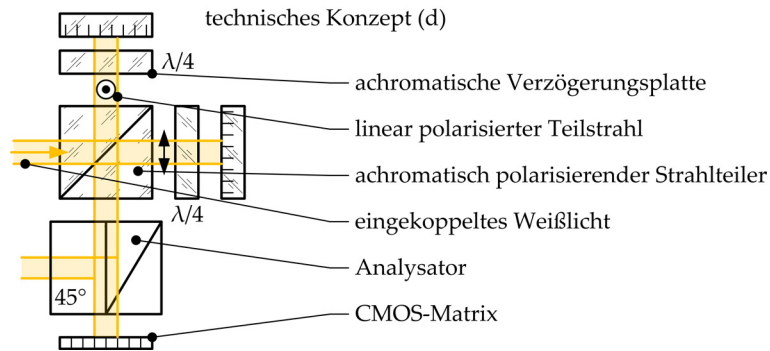 technisches Konzept (d)
λ/4
achromatische Verzögerungsplatte
linear polarisierter Teilstrahl
achromatisch polarisierender Strahlteiler
λ/4
eingekoppeltes Weißlicht
Analysator
45°
CMOS-Matrix